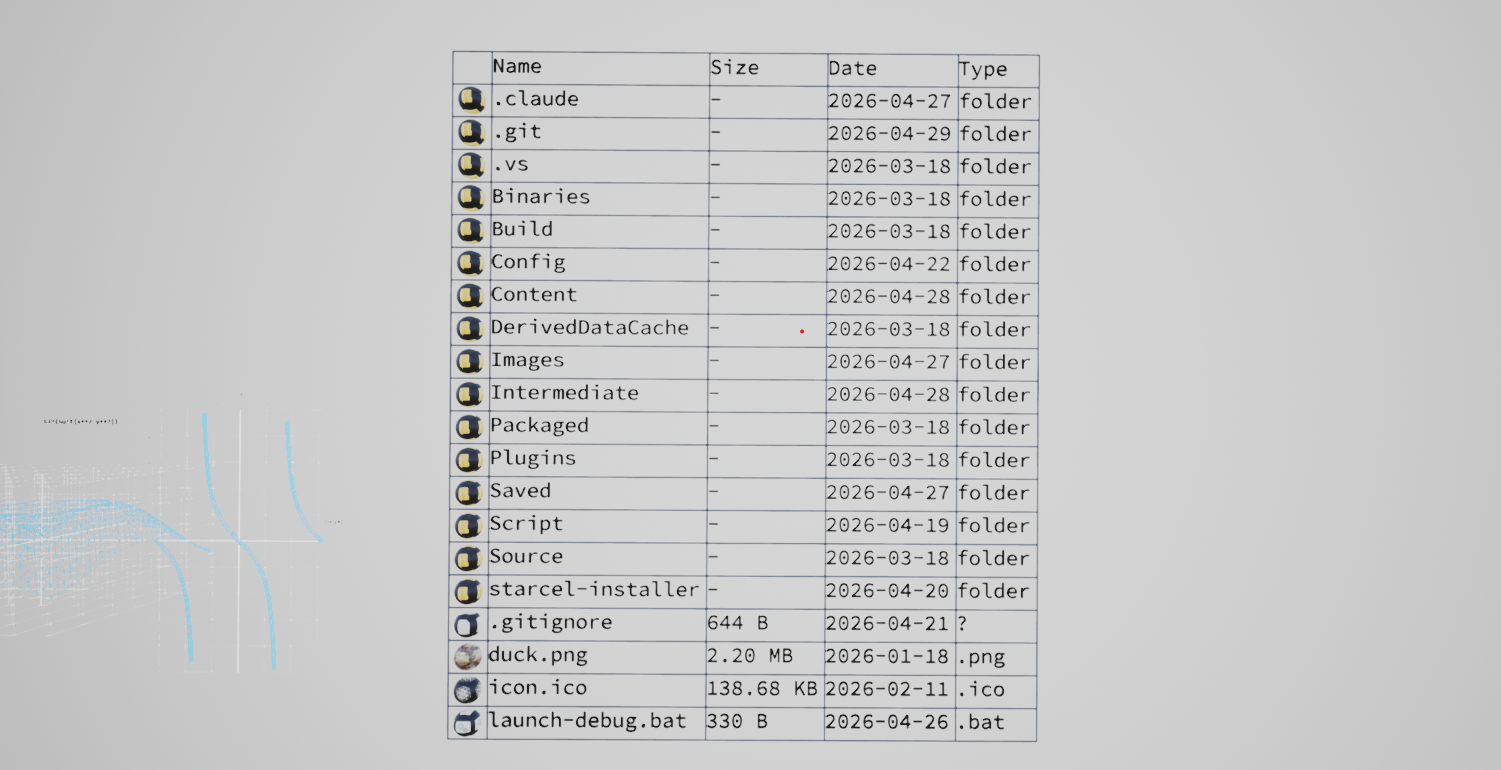 Name Size Date Type
.claude – 2026-04-27 folder
.git – 2026-04-29 folder
.vs – 2026-03-18 folder
Binaries – 2026-03-18 folder
Build – 2026-03-18 folder
Config – 2026-04-22 folder
Content – 2026-04-28 folder
DerivedDataCache – 2026-03-18 folder
Images – 2026-04-27 folder
Intermediate – 2026-04-28 folder
Packaged – 2026-03-18 folder
Plugins – 2026-03-18 folder
Saved – 2026-04-27 folder
Script – 2026-04-19 folder
Source – 2026-03-18 folder
starcel-installer – 2026-04-20 folder
.gitignore 644 B 2026-04-21 ?
duck.png 2.20 MB 2026-01-18 .png
icon.ico 138.68 KB 2026-02-11 .ico
launch-debug.bat 330 B 2026-04-26 .bat